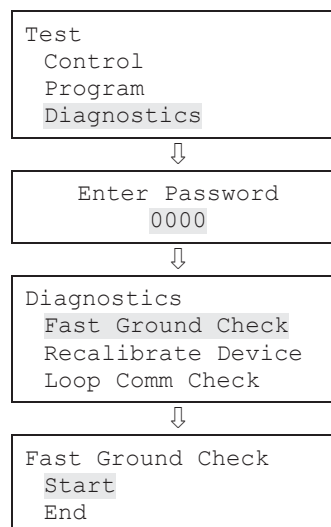 Test
Control
Program
Diagnostics
⇩
Enter Password
0000
⇩
Diagnostics
Fast Ground Check
Recalibrate Device
Loop Comm Check
⇩
Fast Ground Check
Start
End